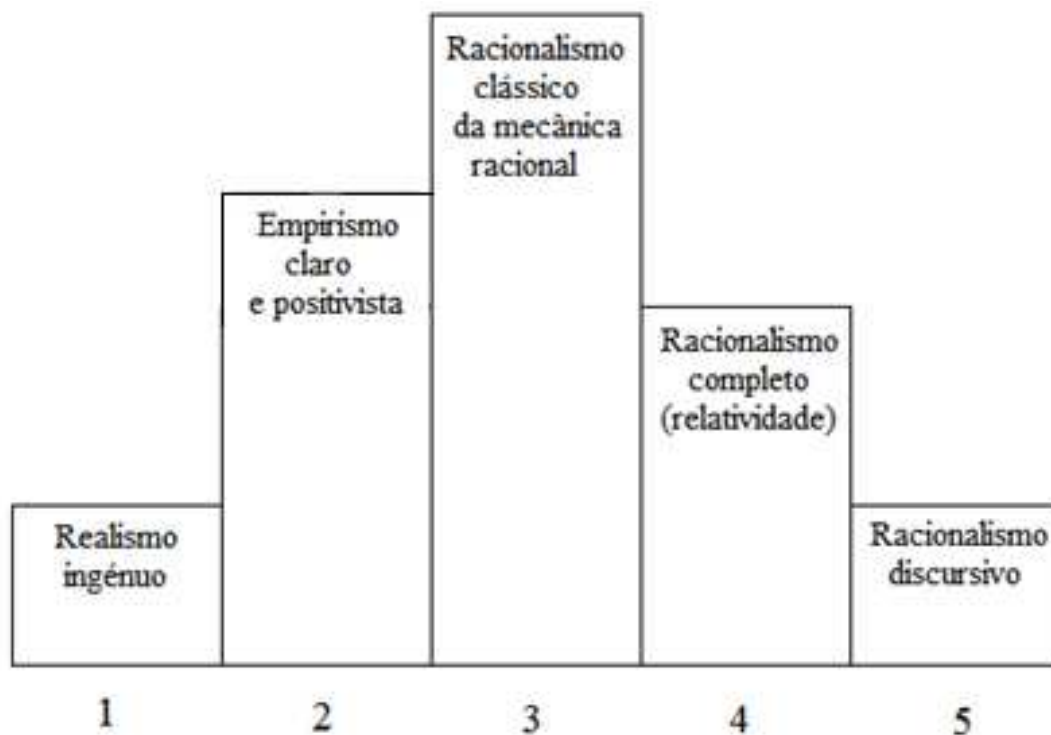 Racionalismo
clássico
da mecânica
racional
Empirismo
claro
e positivista
Racionalismo
completo
(relatividade)
Realismo
ingénuo
Racionalismo
discursivo
1
2
3
4
5